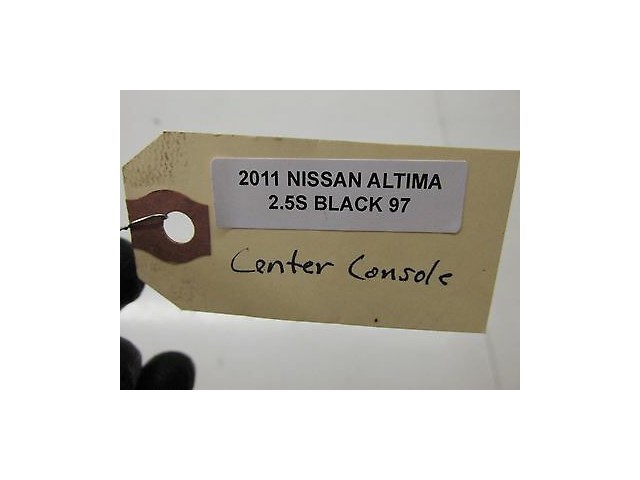 2011 NISSAN ALTIMA
2.5S BLACK 97
Center Console